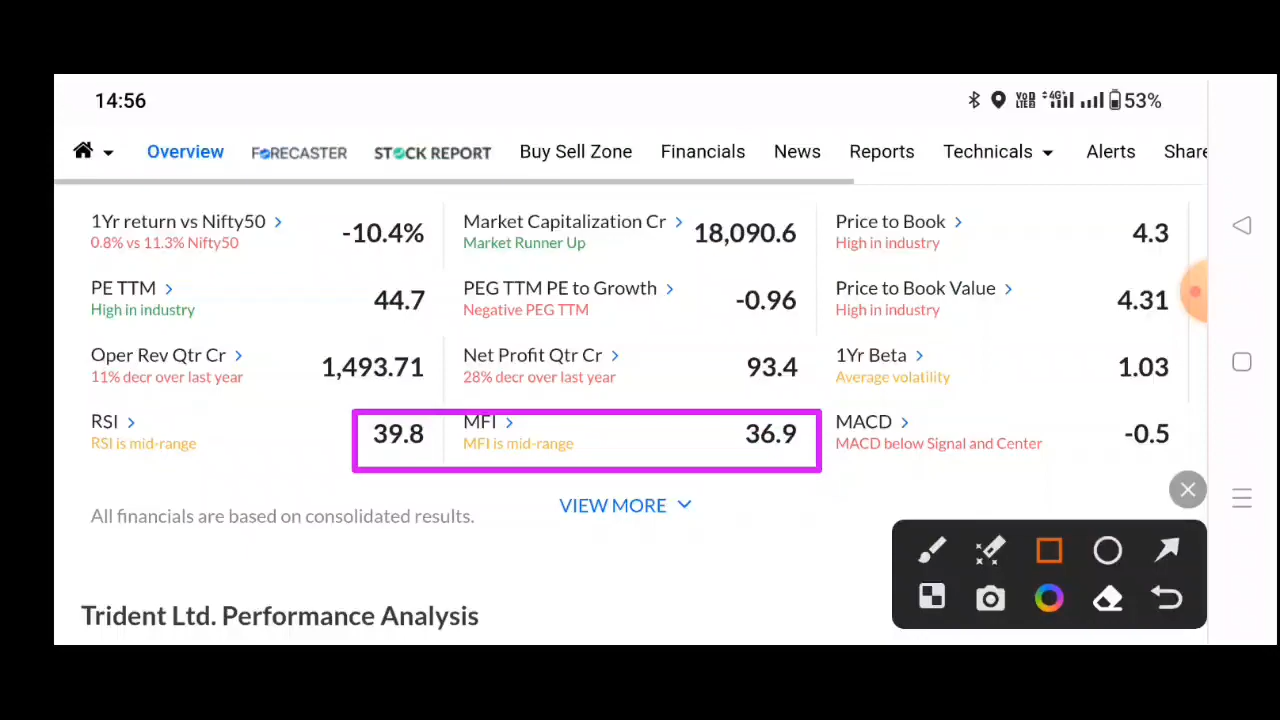 14:56
VoD LTE1 4G+ 53%
Overview FORECASTER STOCK REPORT Buy Sell Zone Financials News Reports Technicals Alerts Share
1Yr return vs Nifty50 -10.4% Market Capitalization Cr 18,090.6 Price to Book 4.3
0.8% vs 11.3% Nifty50 Market Runner Up High in industry
PE TTM 44.7 PEG TTM PE to Growth -0.96 Price to Book Value 4.31
High in industry Negative PEG TTM High in industry
Oper Rev Qtr Cr 1,493.71 Net Profit Qtr Cr 93.4 1Yr Beta 1.03
11% decr over last year 28% decr over last year Average volatility
RSI 39.8 MFI 36.9 MACD -0.5
RSI is mid-range MFI is mid-range MACD below Signal and Center
VIEW MORE
All financials are based on consolidated results.
Trident Ltd. Performance Analysis